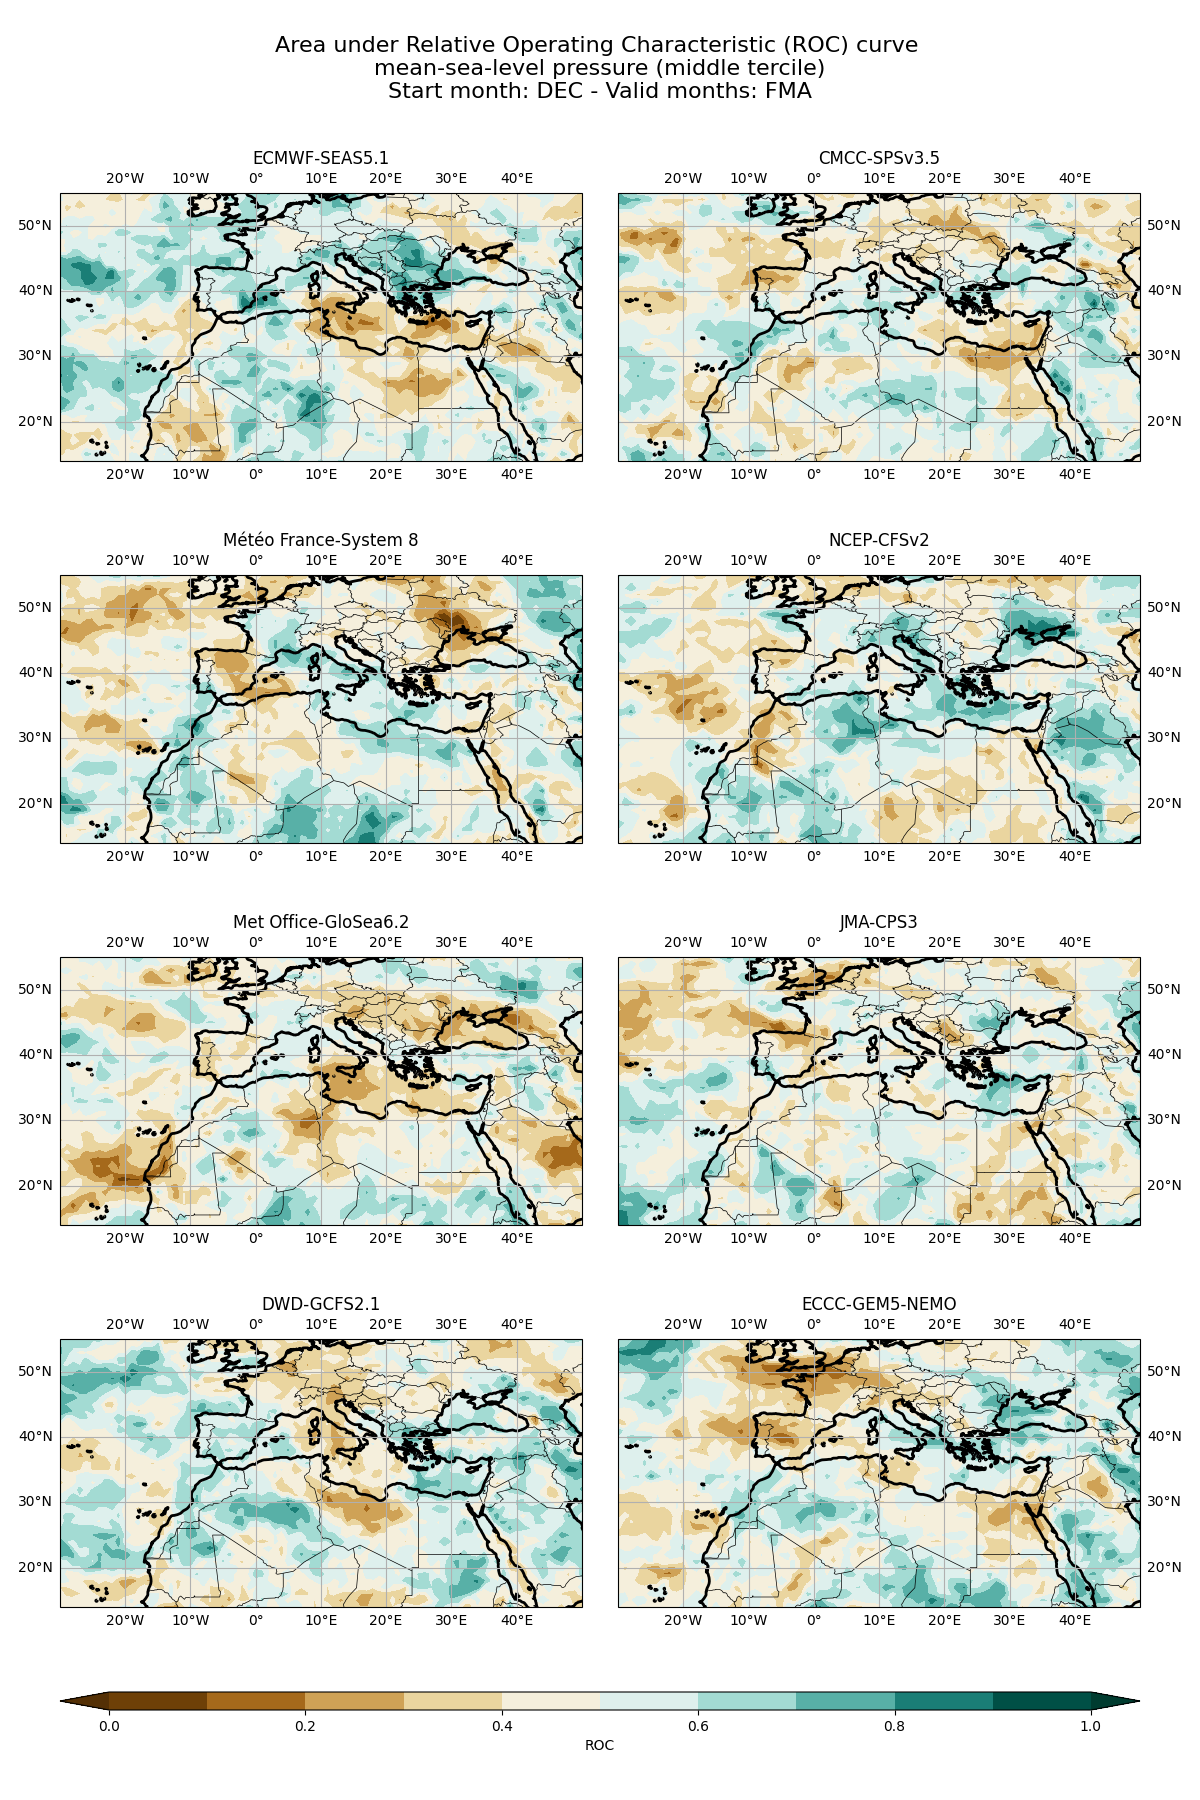 Area under Relative Operating Characteristic (ROC) curve
mean-sea-level pressure (middle tercile)
Start month: DEC - Valid months: FMA
ECMWF-SEAS5.1 CMCC-SPSv3.5
20°W 10°W 0° 10°E 20°E 30°E 40°E 20°W 10°W 0° 10°E 20°E 30°E 40°E
50°N 50°N
40°N 40°N
30°N 30°N
20°N 20°N
20°W 10°W 0° 10°E 20°E 30°E 40°E 20°W 10°W 0° 10°E 20°E 30°E 40°E
Météo France-System 8 NCEP-CFSv2
20°W 10°W 0° 10°E 20°E 30°E 40°E 20°W 10°W 0° 10°E 20°E 30°E 40°E
50°N 50°N
40°N 40°N
30°N 30°N
20°N 20°N
20°W 10°W 0° 10°E 20°E 30°E 40°E 20°W 10°W 0° 10°E 20°E 30°E 40°E
Met Office-GloSea6.2 JMA-CPS3
20°W 10°W 0° 10°E 20°E 30°E 40°E 20°W 10°W 0° 10°E 20°E 30°E 40°E
50°N 50°N
40°N 40°N
30°N 30°N
20°N 20°N
20°W 10°W 0° 10°E 20°E 30°E 40°E 20°W 10°W 0° 10°E 20°E 30°E 40°E
DWD-GCFS2.1 ECCC-GEM5-NEMO
20°W 10°W 0° 10°E 20°E 30°E 40°E 20°W 10°W 0° 10°E 20°E 30°E 40°E
50°N 50°N
40°N 40°N
30°N 30°N
20°N 20°N
20°W 10°W 0° 10°E 20°E 30°E 40°E 20°W 10°W 0° 10°E 20°E 30°E 40°E
0.0 0.2 0.4 0.6 0.8 1.0
ROC